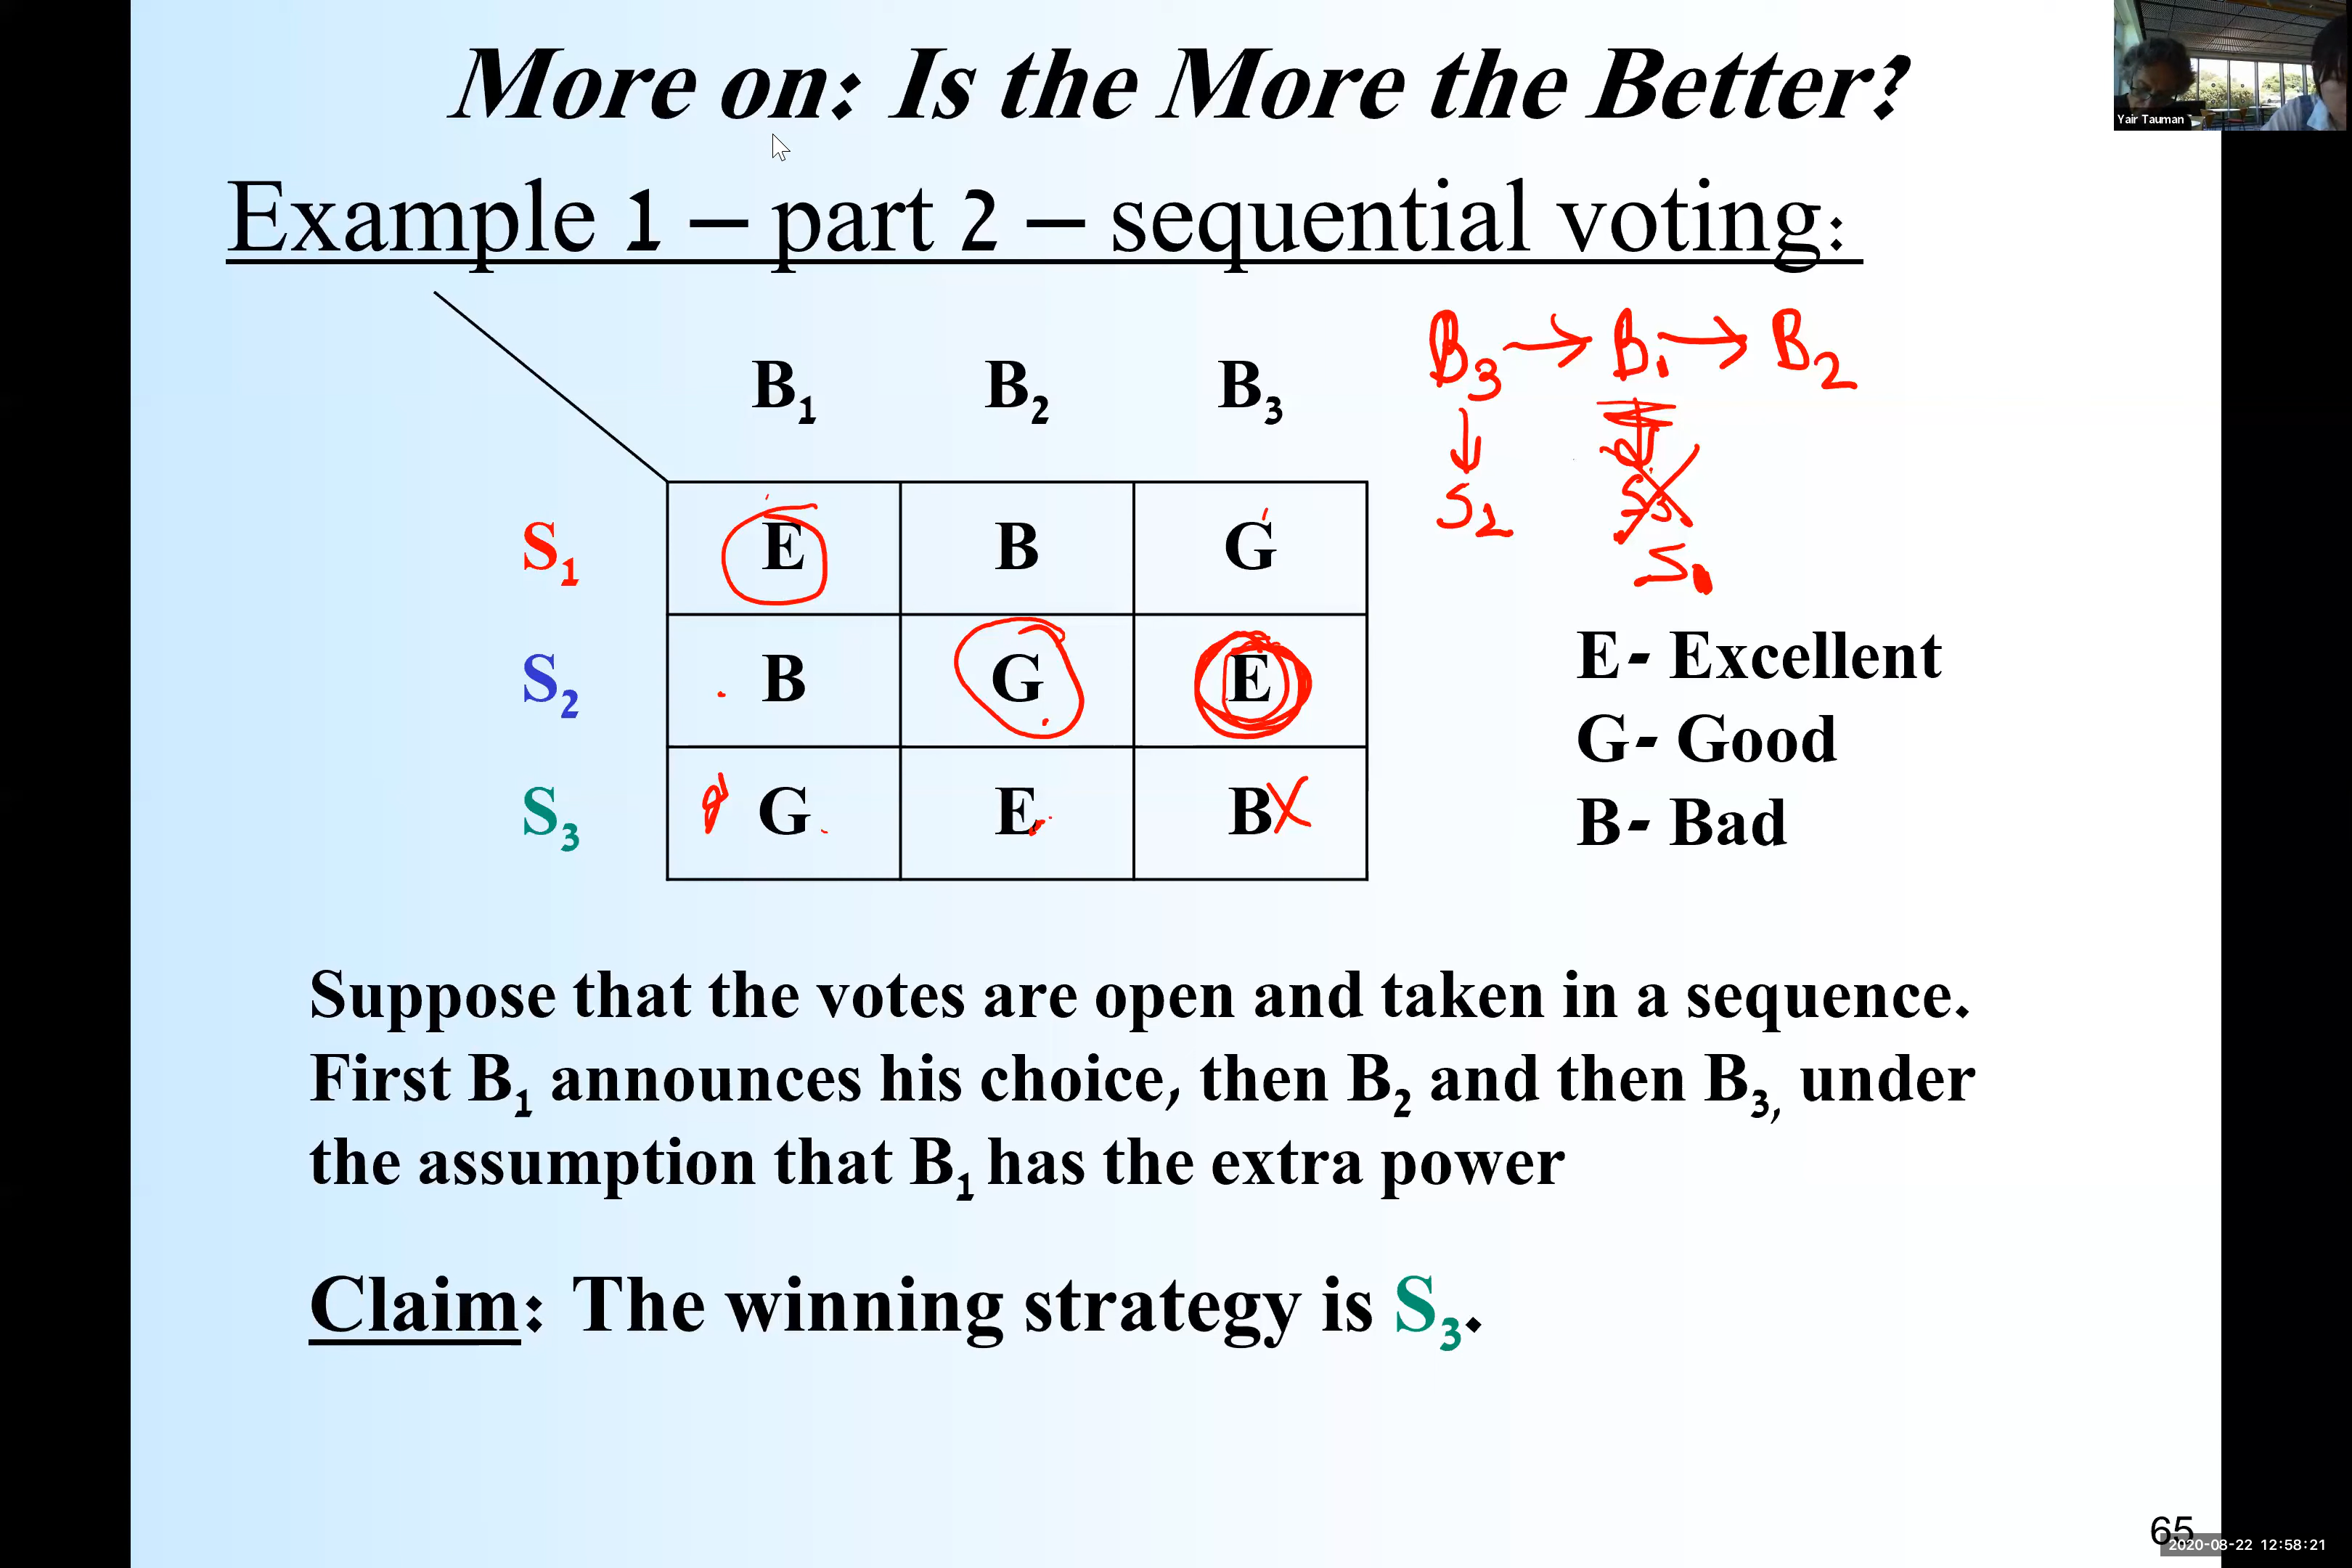 More on: Is the More the Better?
Yair Tauman
Example 1 – part 2 – sequential voting:
B3 → B1 → B2
B1 B2 B3
S2 S3
S1
S1 E B G
S2 B G E
S3 G E B X
E- Excellent
G- Good
B- Bad
Suppose that the votes are open and taken in a sequence.
First B1 announces his choice, then B2 and then B3, under
the assumption that B1 has the extra power
Claim: The winning strategy is S3.
65
2020-08-22 12:58:21